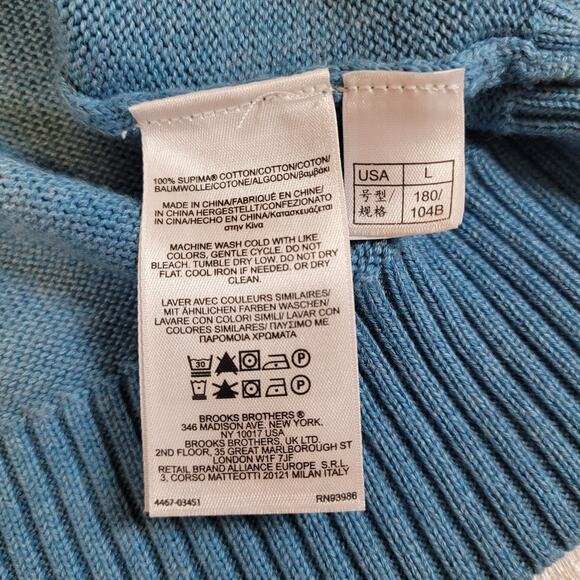 100% SUPIMA® COTTON/COTTON/COTON/
BAUMWOLLE/COTONE/ALGODON/βαμβάκι
MADE IN CHINA/FABRIQUÉ EN CHINE/
IN CHINA HERGESTELLT/CONFEZIONATO
IN CINA/HECHO EN CHINA/Κατασκευάζεται
στην Κίνα
MACHINE WASH COLD WITH LIKE
COLORS, GENTLE CYCLE. DO NOT
BLEACH. TUMBLE DRY LOW. DO NOT DRY
FLAT. COOL IRON IF NEEDED. OR DRY
CLEAN.
LAVER AVEC COULEURS SIMILAIRES/
MIT ÄHNLICHEN FARBEN WASCHEN/
LAVARE CON COLORI SIMILI/ LAVAR CON
COLORES SIMILARES/ ΠΛΥΣΙΜΟ ΜΕ
ΠΑΡΟΜΟΙΑ ΧΡΩΜΑΤΑ
30 P
P
BROOKS BROTHERS ®
346 MADISON AVE. NEW YORK.
NY 10017 USA
BROOKS BROTHERS, UK LTD.
2ND FLOOR, 35 GREAT MARLBOROUGH ST
LONDON W1F 7JF
RETAIL BRAND ALLIANCE EUROPE S.R.L
3, CORSO MATTEOTTI 20121 MILAN ITALY
4467-03451 RN93986
USA L
号型/ 180/
规格 104B